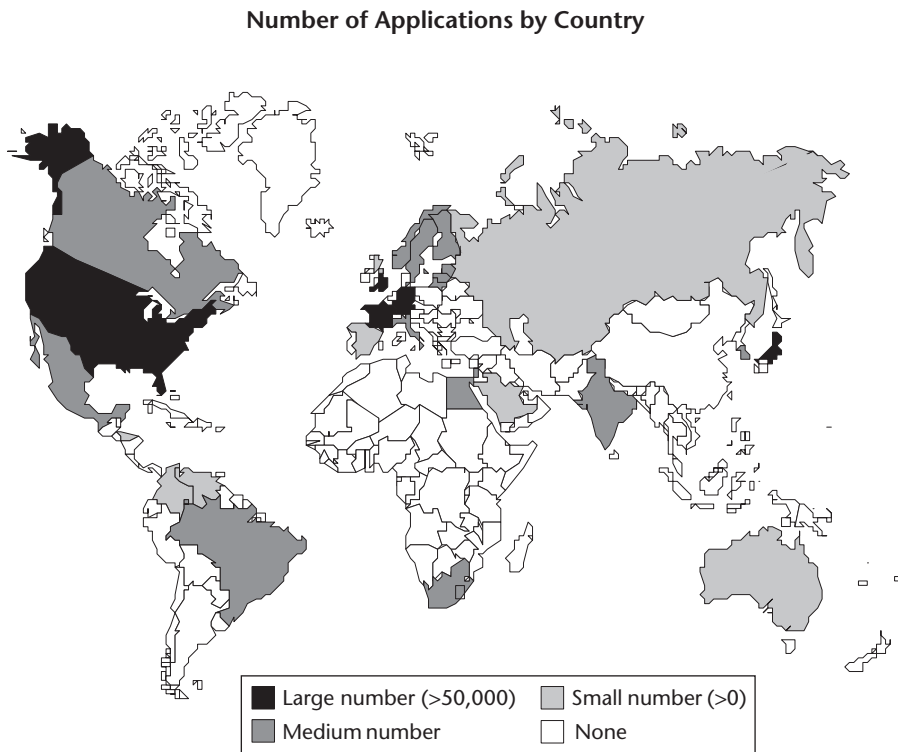 Number of Applications by Country
Large number (>50,000)
Small number (>0)
Medium number
None